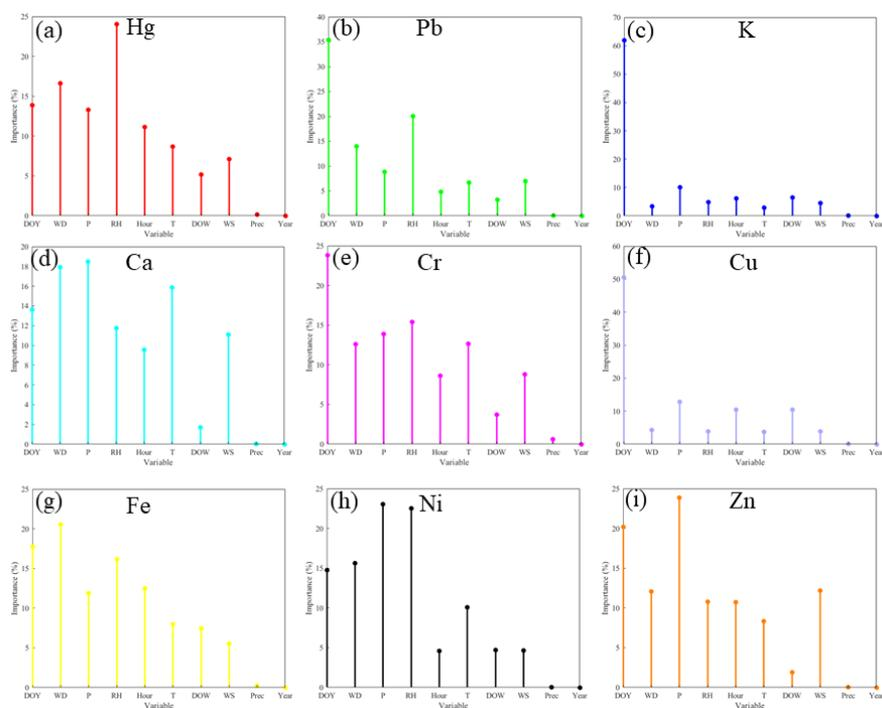 (a) Hg
25
20
15
10
5
0
Importance (%)
DOY WD P RH Hour T DOW WS Prec Year
Variable
(b) Pb
40
35
30
25
20
15
10
5
0
Importance (%)
DOY WD P RH Hour T DOW WS Prec Year
Variable
(c) K
70
60
50
40
30
20
10
0
Importance (%)
DOY WD P RH Hour T DOW WS Prec Year
Variable
(d) Ca
20
18
16
14
12
10
8
6
4
2
0
Importance (%)
DOY WD P RH Hour T DOW WS Prec Year
Variable
(e) Cr
25
20
15
10
5
0
Importance (%)
DOY WD P RH Hour T DOW WS Prec Year
Variable
(f) Cu
60
50
40
30
20
10
0
Importance (%)
DOY WD P RH Hour T DOW WS Prec Year
Variable
(g) Fe
25
20
15
10
5
0
Importance (%)
DOY WD P RH Hour T DOW WS Prec Year
Variable
(h) Ni
25
20
15
10
5
0
Importance (%)
DOY WD P RH Hour T DOW WS Prec Year
Variable
(i) Zn
25
20
15
10
5
0
Importance (%)
DOY WD P RH Hour T DOW WS Prec Year
Variable